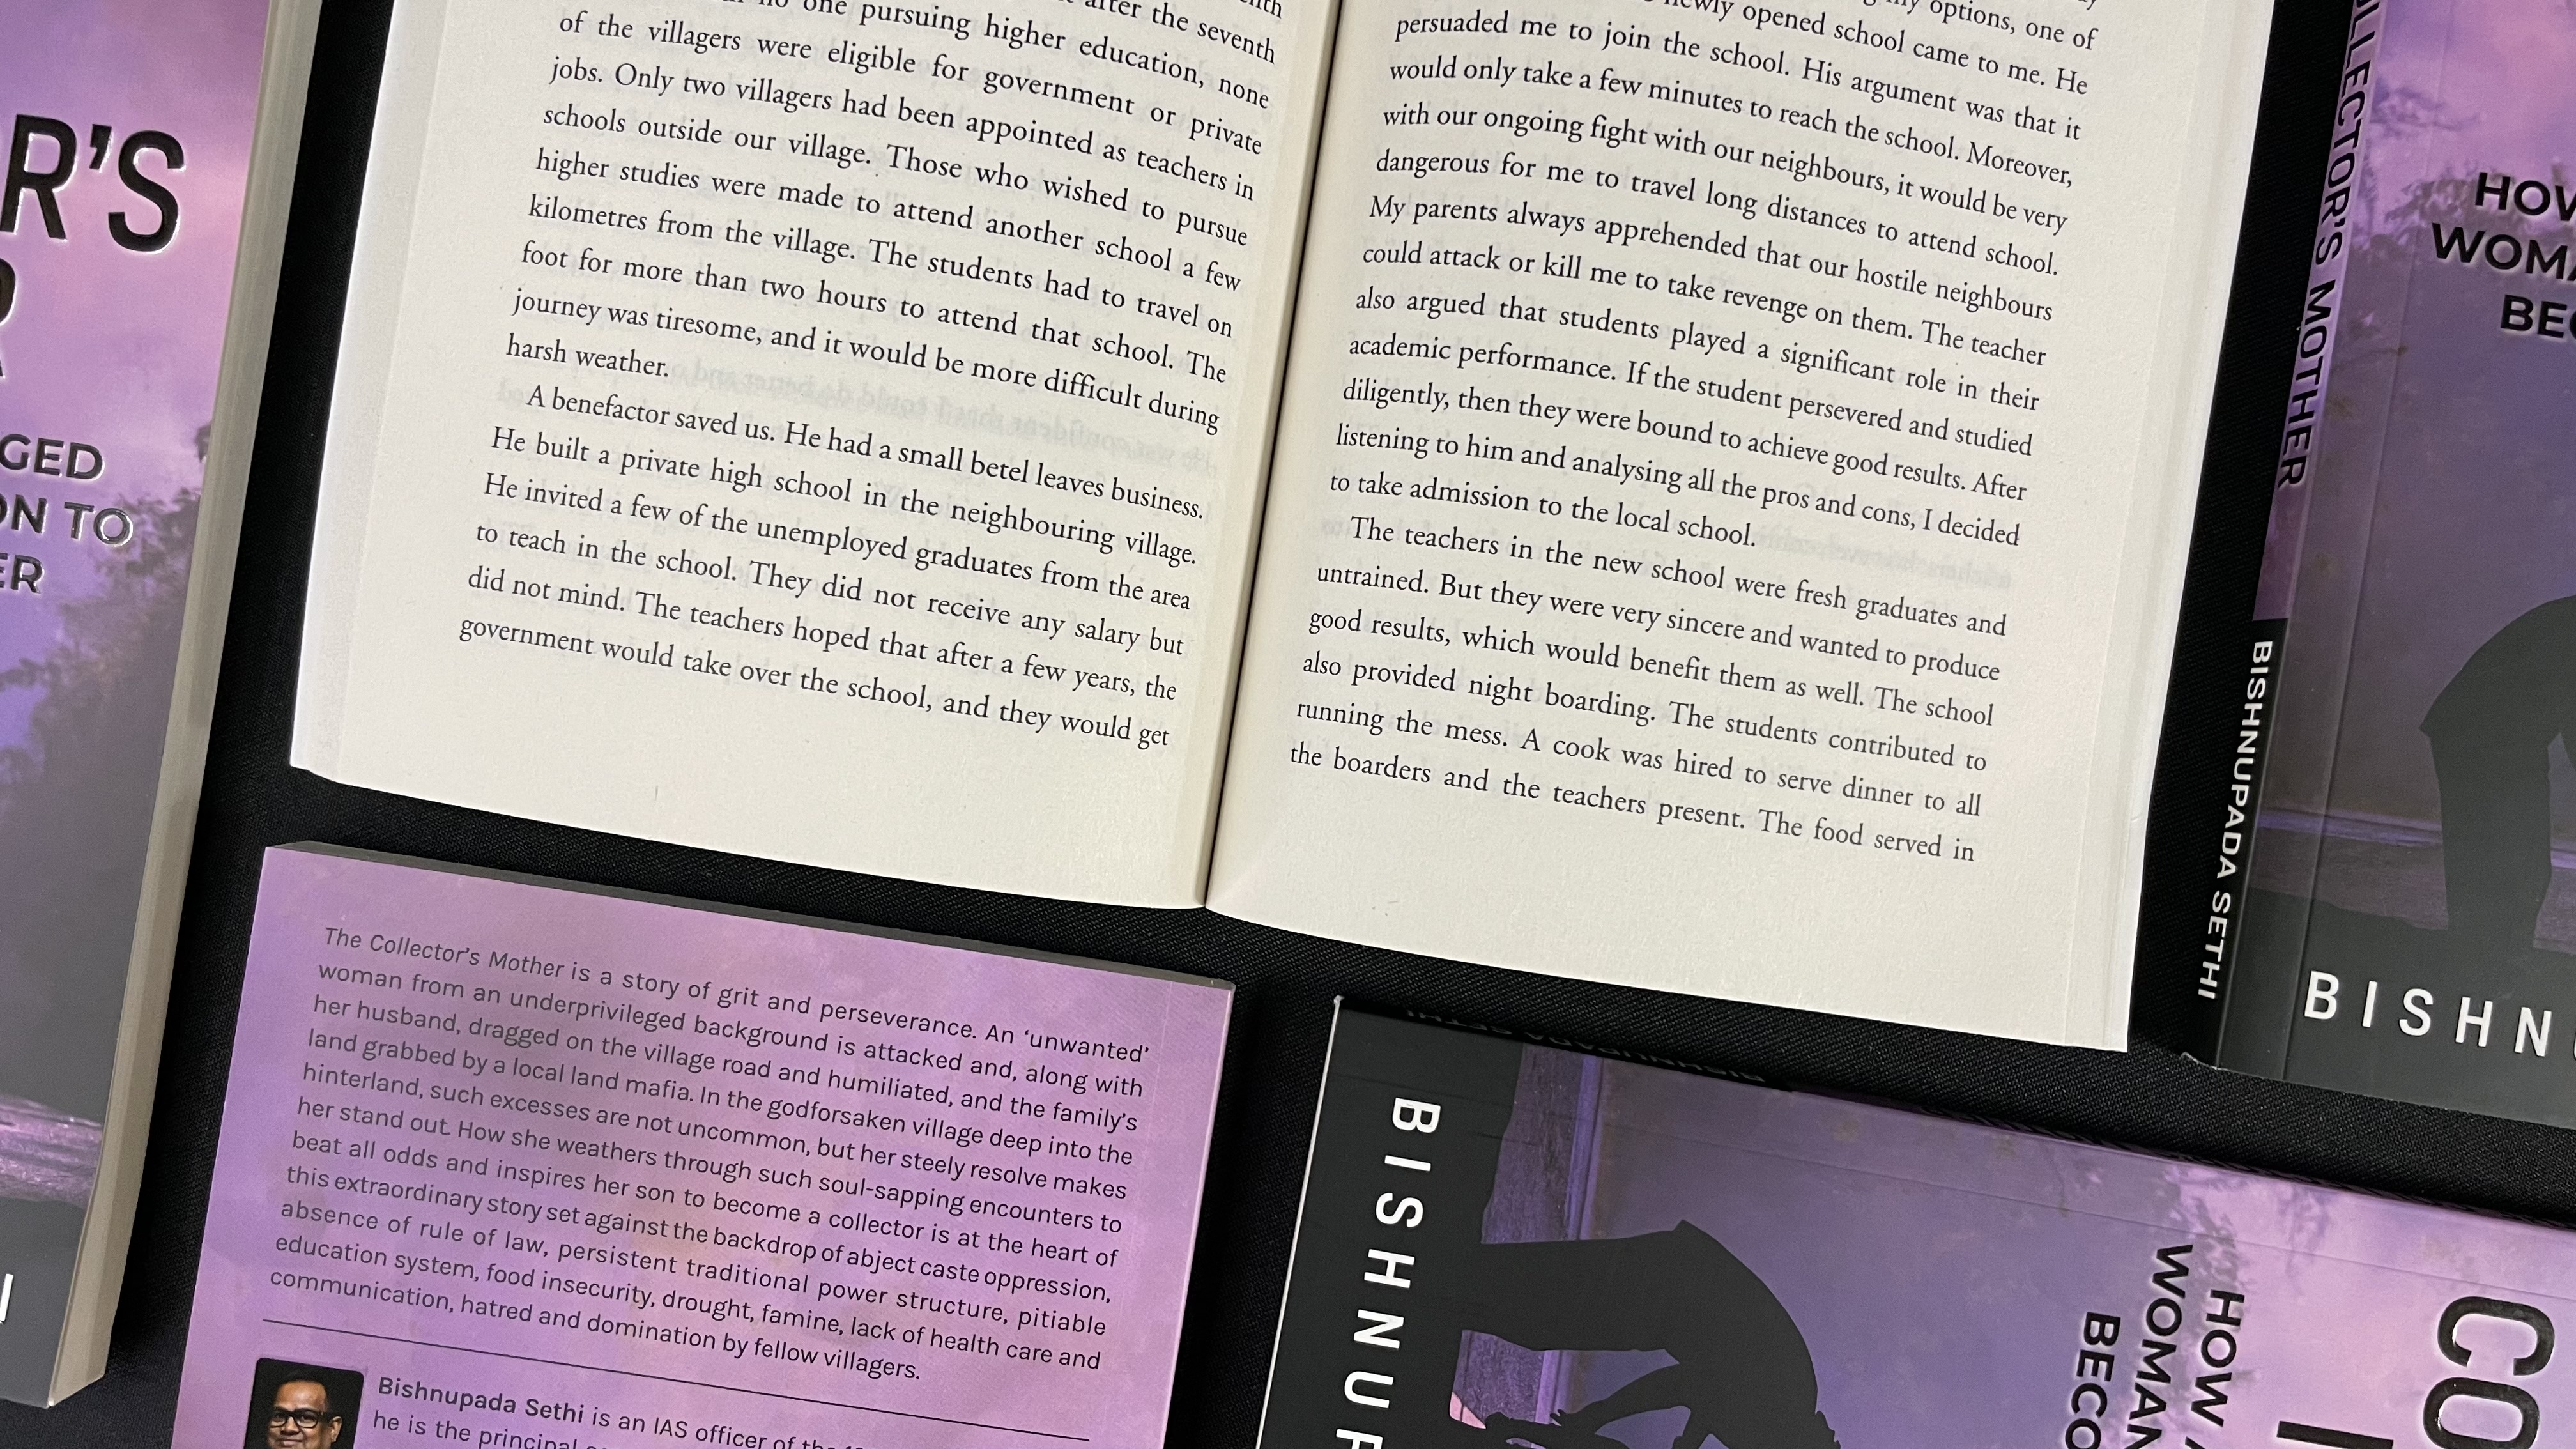 R'S
GED
ON TO
ER
one pursuing higher education, none
of the villagers were eligible for government or private
jobs. Only two villagers had been appointed as teachers in
schools outside our village. Those who wished to pursue
higher studies were made to attend another school a few
kilometres from the village. The students had to travel on
foot for more than two hours to attend that school. The
journey was tiresome, and it would be more difficult during
harsh weather.
A benefactor saved us. He had a small betel leaves business.
He built a private high school in the neighbouring village.
He invited a few of the unemployed graduates from the area
to teach in the school. They did not receive any salary but
did not mind. The teachers hoped that after a few years, the
government would take over the school, and they would get
after the seventh
my options, one of
newly opened school came to me. He
persuaded me to join the school. His argument was that it
would only take a few minutes to reach the school. Moreover,
with our ongoing fight with our neighbours, it would be very
dangerous for me to travel long distances to attend school.
My parents always apprehended that our hostile neighbours
could attack or kill me to take revenge on them. The teacher
also argued that students played a significant role in their
academic performance. If the student persevered and studied
diligently, then they were bound to achieve good results. After
listening to him and analysing all the pros and cons, I decided
to take admission to the local school.
The teachers in the new school were fresh graduates and
untrained. But they were very sincere and wanted to produce
good results, which would benefit them as well. The school
also provided night boarding. The students contributed to
running the mess. A cook was hired to serve dinner to all
the boarders and the teachers present. The food served in
LLECTOR'S MOTHER
BISHNUPADA SETHI
HOW
WOMA
BEC
BISHN
The Collector's Mother is a story of grit and perseverance. An 'unwanted'
woman from an underprivileged background is attacked and, along with
her husband, dragged on the village road and humiliated, and the family's
land grabbed by a local land mafia. In the godforsaken village deep into the
hinterland, such excesses are not uncommon, but her steely resolve makes
her stand out. How she weathers through such soul-sapping encounters to
beat all odds and inspires her son to become a collector is at the heart of
this extraordinary story set against the backdrop of abject caste oppression,
absence of rule of law, persistent traditional power structure, pitiable
education system, food insecurity, drought, famine, lack of health care and
communication, hatred and domination by fellow villagers.
Bishnupada Sethi is an IAS officer of the
he is the principal
BISHNUPADA SETHI
BISHNUP
HOW
WOMAN
BECO
CO